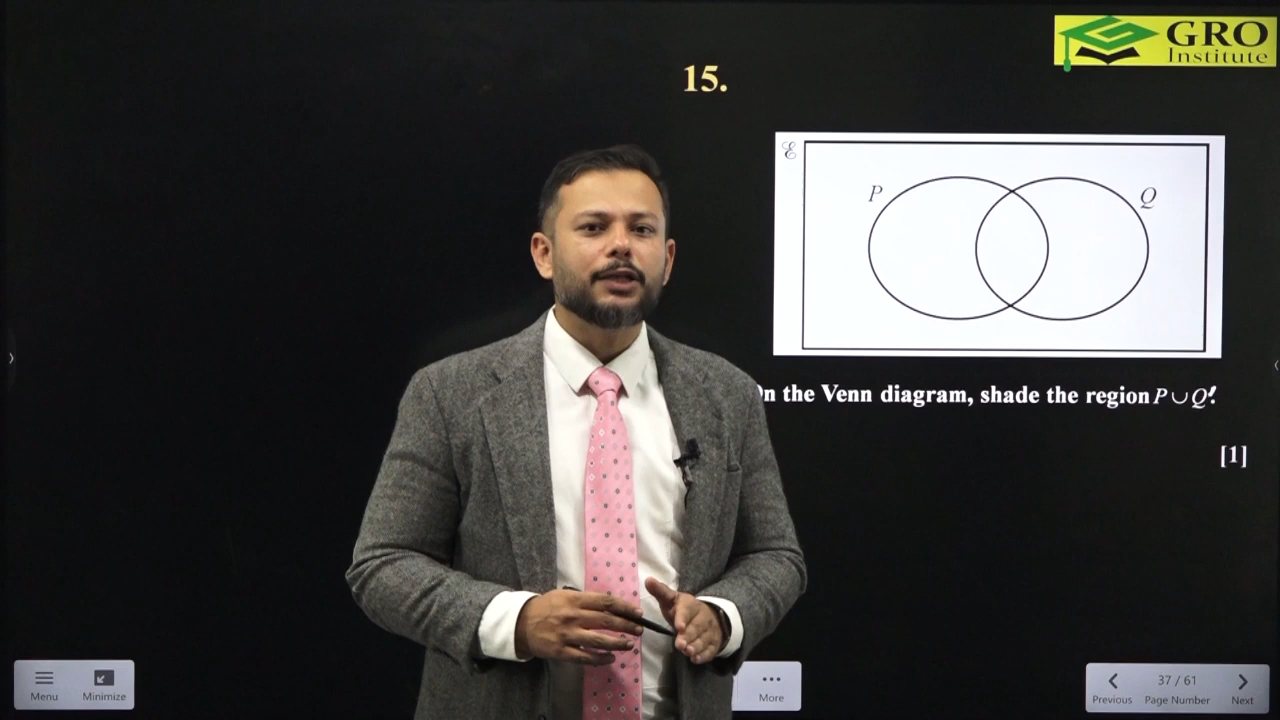 GRO
Institute
15.
ℰ
P
Q
the Venn diagram, shade the region P ∪ Q'.
[1]
Menu
Minimize
More
Previous
37 / 61
Page Number
Next